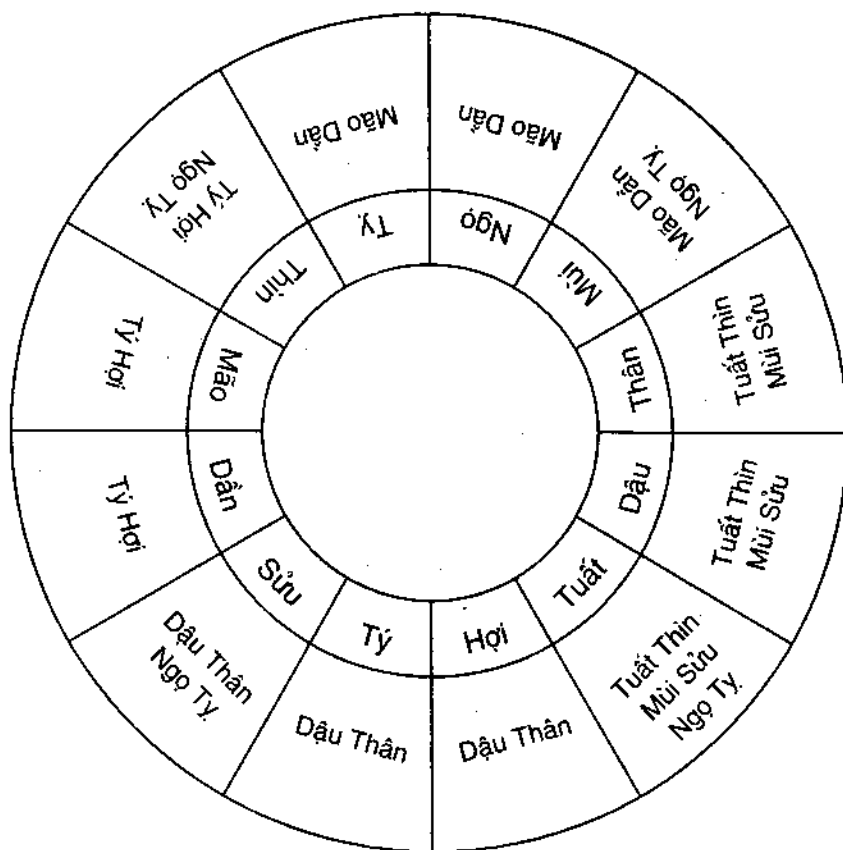 Mão Dần
Mão Dần
Mão Dần
Ngọ Tỵ
Tuất Thìn
Mùi Sửu
Tuất Thìn
Mùi Sửu
Tuất Thìn
Mùi Sửu
Ngọ Tỵ
Dậu Thân
Dậu Thân
Dậu Thân
Ngọ Tỵ
Tý Hợi
Tý Hợi
Tý Hợi
Ngọ Tỵ
Tỵ
Ngọ
Mùi
Thân
Dậu
Tuất
Hợi
Tý
Sửu
Dần
Mão
Thìn